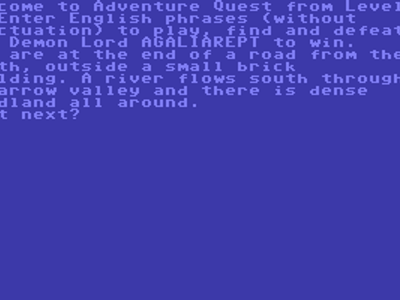 come to Adventure Quest from Level
Enter English phrases (without
ctuation) to play, find and defeat
Demon Lord AGALIAREPT to win.
are at the end of a road from the
th, outside a small brick
lding. A river flows south through
arrow valley and there is dense
dland all around.
t next?